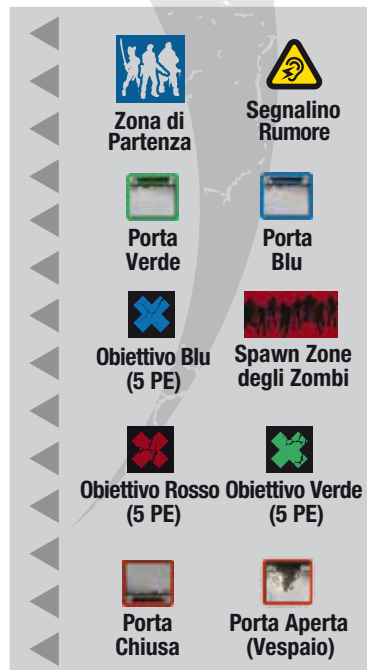 Zona di
Partenza
Segnalino
Rumore
Porta
Verde
Porta
Blu
Obiettivo Blu
(5 PE)
Spawn Zone
degli Zombi
Obiettivo Rosso
(5 PE)
Obiettivo Verde
(5 PE)
Porta
Chiusa
Porta Aperta
(Vespaio)